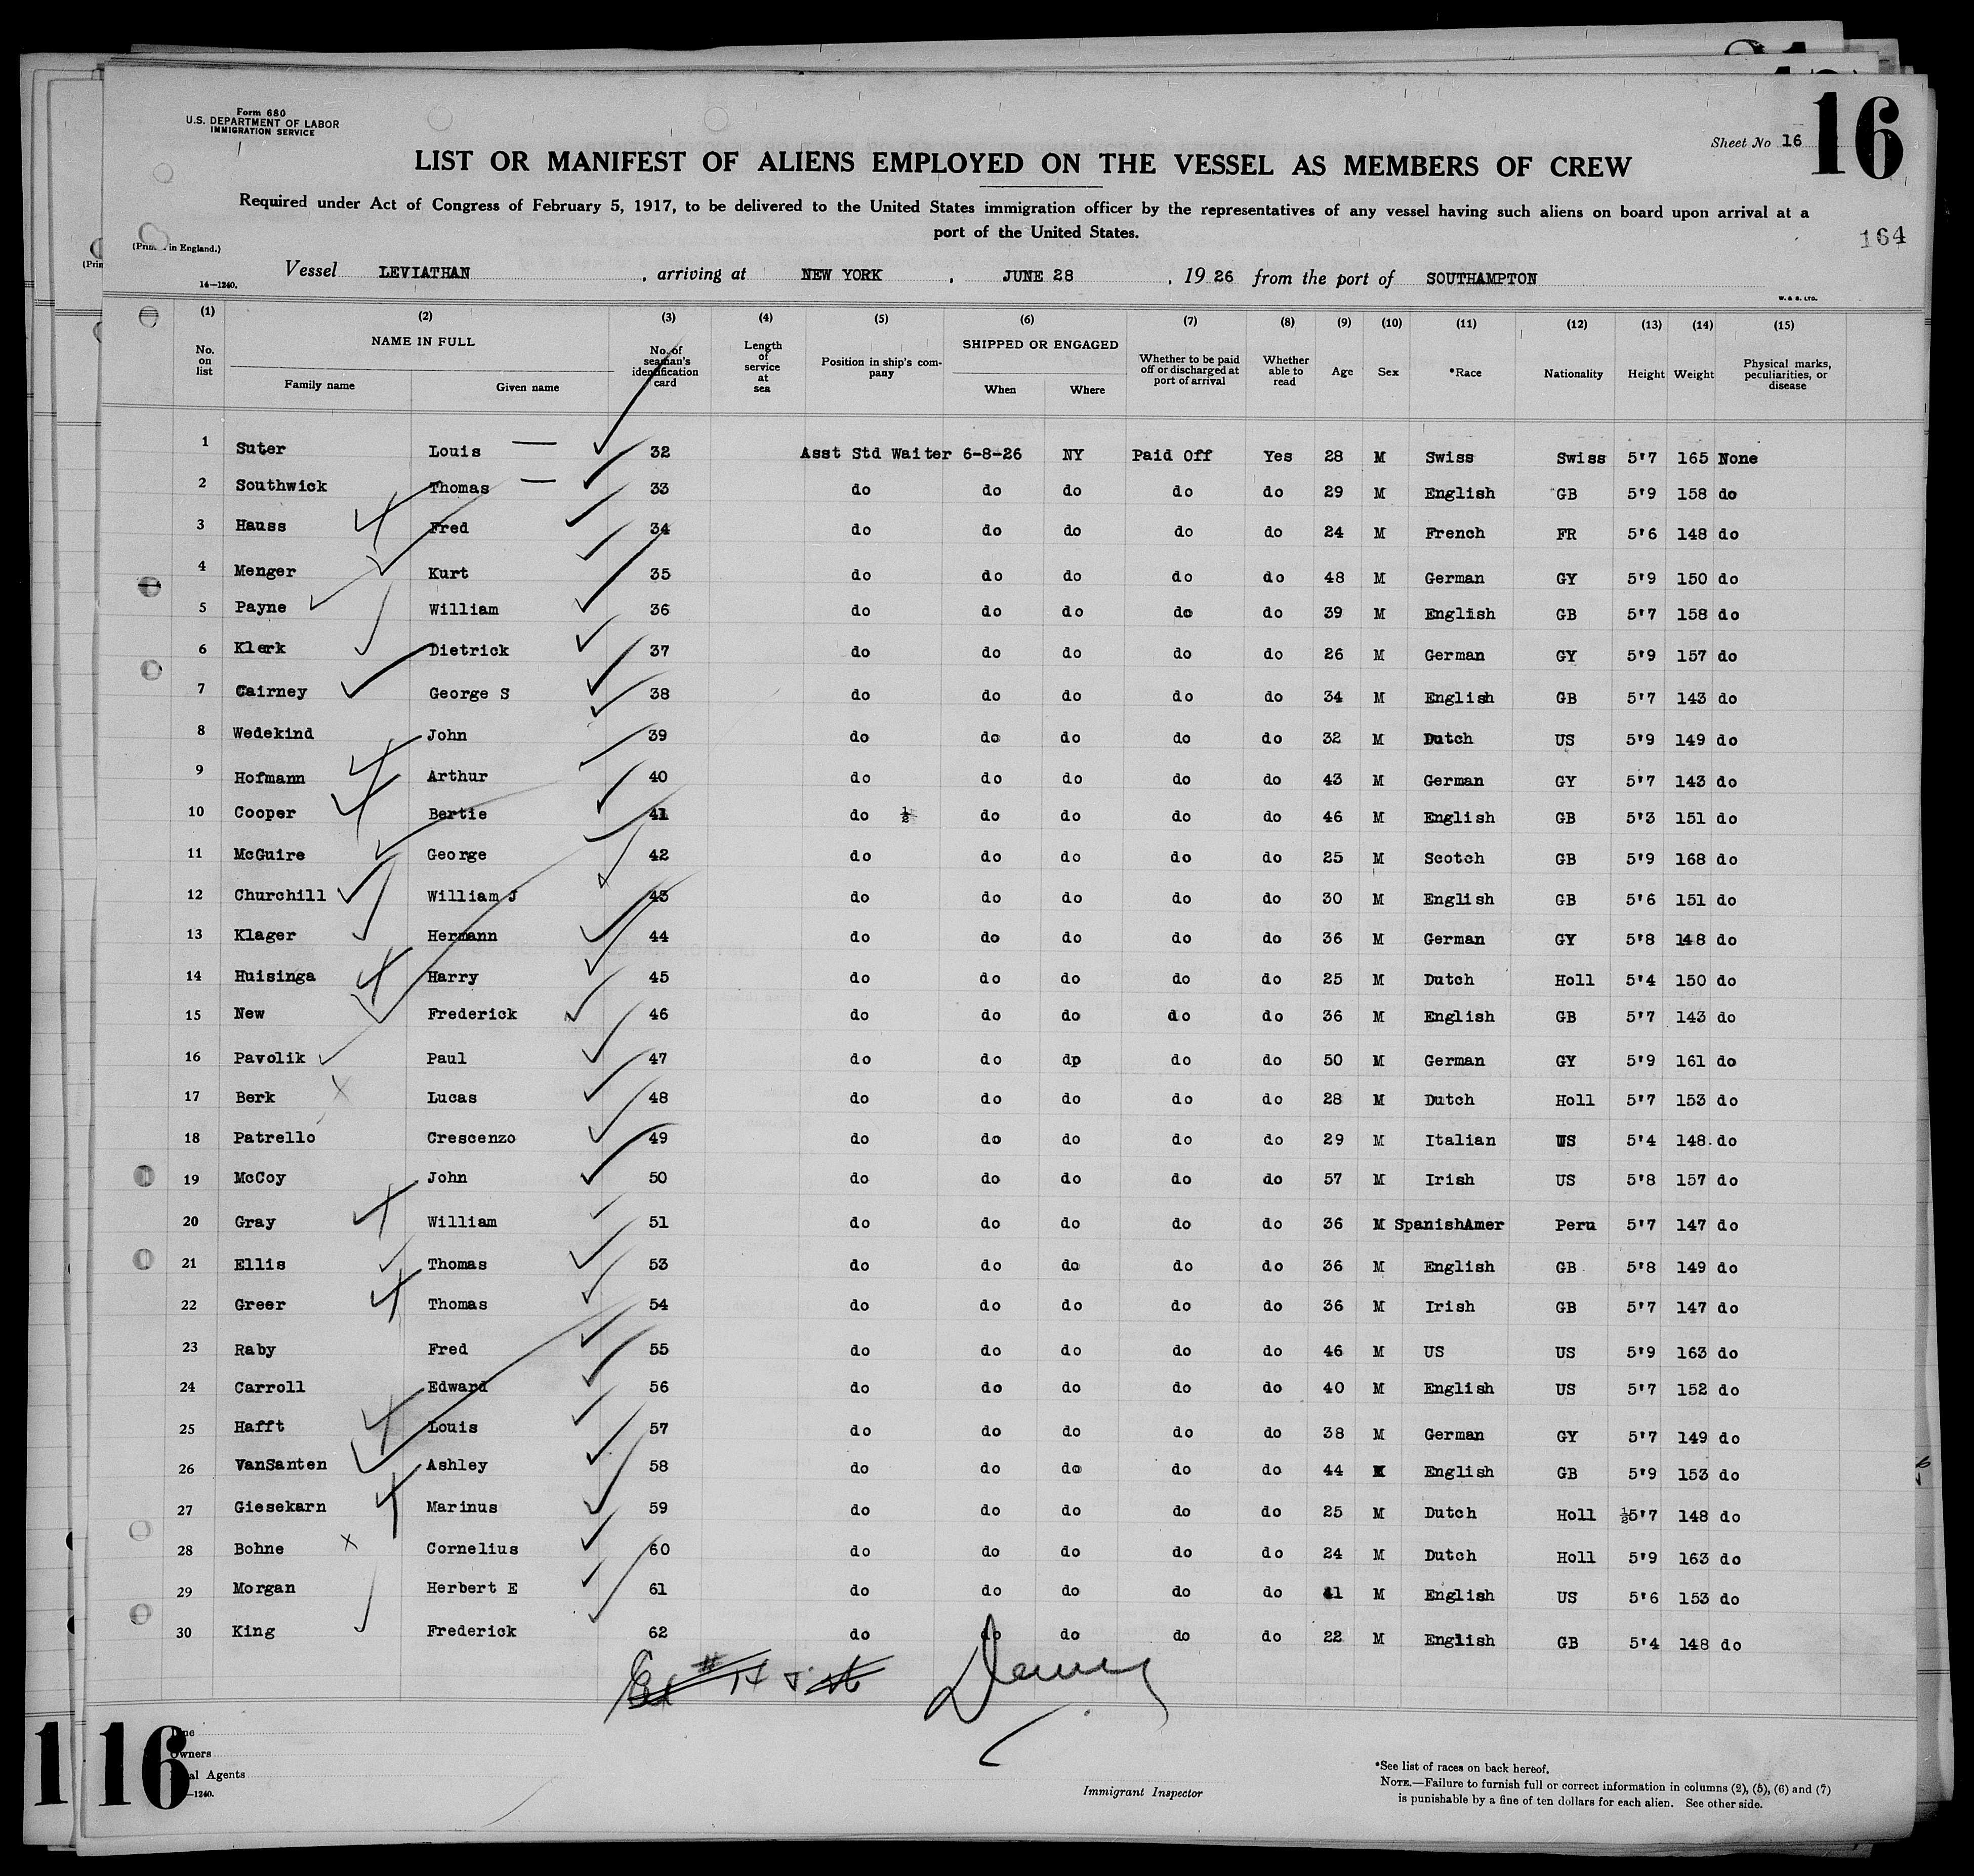 Form 680
U.S. DEPARTMENT OF LABOR
IMMIGRATION SERVICE
Sheet No 16
16
LIST OR MANIFEST OF ALIENS EMPLOYED ON THE VESSEL AS MEMBERS OF CREW
Required under Act of Congress of February 5, 1917, to be delivered to the United States immigration officer by the representatives of any vessel having such aliens on board upon arrival at a
port of the United States.
164
in England.)
Vessel LEVIATHAN, arriving at NEW YORK, JUNE 28, 19 26 from the port of SOUTHAMPTON
14—1240.
W. & S. LTD.
(1) (2) (3) (4) (5) (6) (7) (8) (9) (10) (11) (12) (13) (14) (15)
No. on list NAME IN FULL Family name Given name No. of seaman's identification card Length of service at sea Position in ship's company SHIPPED OR ENGAGED When Where Whether to be paid off or discharged at port of arrival Whether able to read Age Sex *Race Nationality Height Weight Physical marks, peculiarities, or disease
1 Suter Louis 32 Asst Std Waiter 6-8-26 NY Paid Off Yes 28 M Swiss Swiss 5'7 165 None
2 Southwick Thomas 33 do do do do do 29 M English GB 5'9 158 do
3 Hauss Fred 34 do do do do do 24 M French FR 5'6 148 do
4 Menger Kurt 35 do do do do do 48 M German GY 5'9 150 do
5 Payne William 36 do do do do do 39 M English GB 5'7 158 do
6 Klerk Dietrick 37 do do do do do 26 M German GY 5'9 157 do
7 Cairney George S 38 do do do do do 34 M English GB 5'7 143 do
8 Wedekind John 39 do do do do do 32 M Dutch US 5'9 149 do
9 Hofmann Arthur 40 do do do do do 43 M German GY 5'7 143 do
10 Cooper Bertie 41 do ½ do do do do 46 M English GB 5'3 151 do
11 McGuire George 42 do do do do do 25 M Scotch GB 5'9 168 do
12 Churchill William J 43 do do do do do 30 M English GB 5'6 151 do
13 Klager Hermann 44 do do do do do 36 M German GY 5'8 148 do
14 Huisinga Harry 45 do do do do do 25 M Dutch Holl 5'4 150 do
15 New Frederick 46 do do do do do 36 M English GB 5'7 143 do
16 Pavolik Paul 47 do do dp do do 50 M German GY 5'9 161 do
17 Berk Lucas 48 do do do do do 28 M Dutch Holl 5'7 153 do
18 Patrello Crescenzo 49 do do do do do 29 M Italian US 5'4 148 do
19 McCoy John 50 do do do do do 57 M Irish US 5'8 157 do
20 Gray William 51 do do do do do 36 M SpanishAmer Peru 5'7 147 do
21 Ellis Thomas 53 do do do do do 36 M English GB 5'8 149 do
22 Greer Thomas 54 do do do do do 36 M Irish GB 5'7 147 do
23 Raby Fred 55 do do do do do 46 M US US 5'9 163 do
24 Carroll Edward 56 do do do do do 40 M English US 5'7 152 do
25 Hafft Louis 57 do do do do do 38 M German GY 5'7 149 do
26 VanSanten Ashley 58 do do do do do 44 M English GB 5'9 153 do
27 Giesekarn Marinus 59 do do do do do 25 M Dutch Holl ½5'7 148 do
28 Bohne Cornelius 60 do do do do do 24 M Dutch Holl 5'9 163 do
29 Morgan Herbert E 61 do do do do do 41 M English US 5'6 153 do
30 King Frederick 62 do do do do do 22 M English GB 5'4 148 do
Owners
Agents
—1240.
116
Immigrant Inspector
*See list of races on back hereof.
NOTE.—Failure to furnish full or correct information in columns (2), (5), (6) and (7)
is punishable by a fine of ten dollars for each alien. See other side.